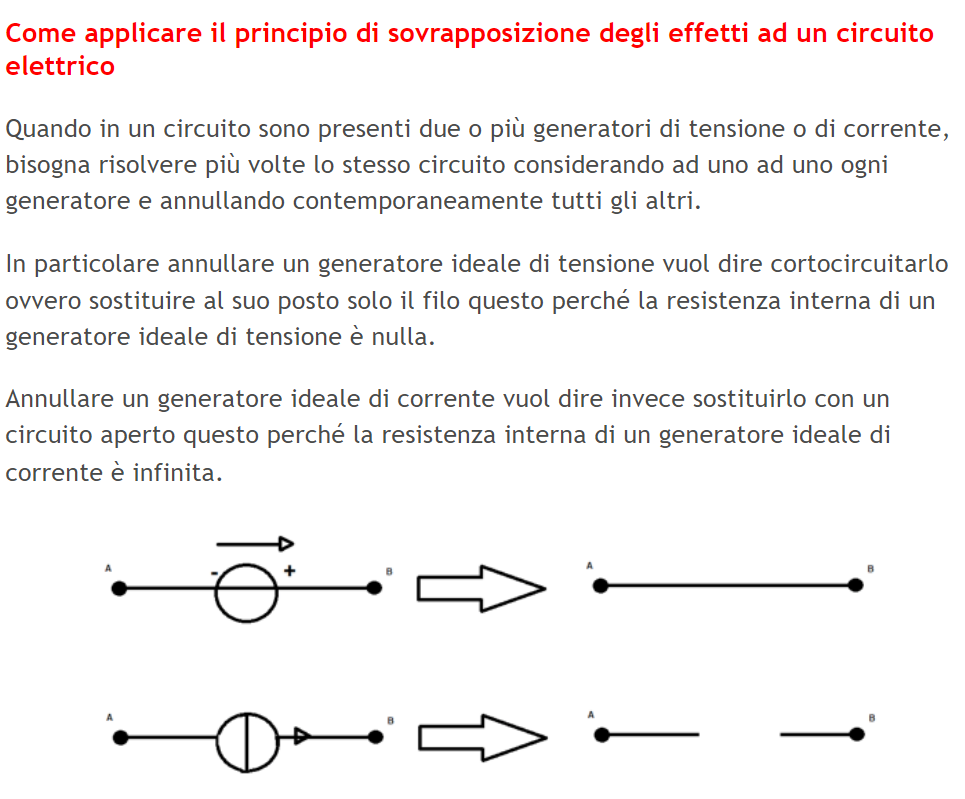 Come applicare il principio di sovrapposizione degli effetti ad un circuito
elettrico
Quando in un circuito sono presenti due o più generatori di tensione o di corrente,
bisogna risolvere più volte lo stesso circuito considerando ad uno ad uno ogni
generatore e annullando contemporaneamente tutti gli altri.
In particolare annullare un generatore ideale di tensione vuol dire cortocircuitarlo
ovvero sostituire al suo posto solo il filo questo perché la resistenza interna di un
generatore ideale di tensione è nulla.
Annullare un generatore ideale di corrente vuol dire invece sostituirlo con un
circuito aperto questo perché la resistenza interna di un generatore ideale di
corrente è infinita.
A - + B A B
A B A B